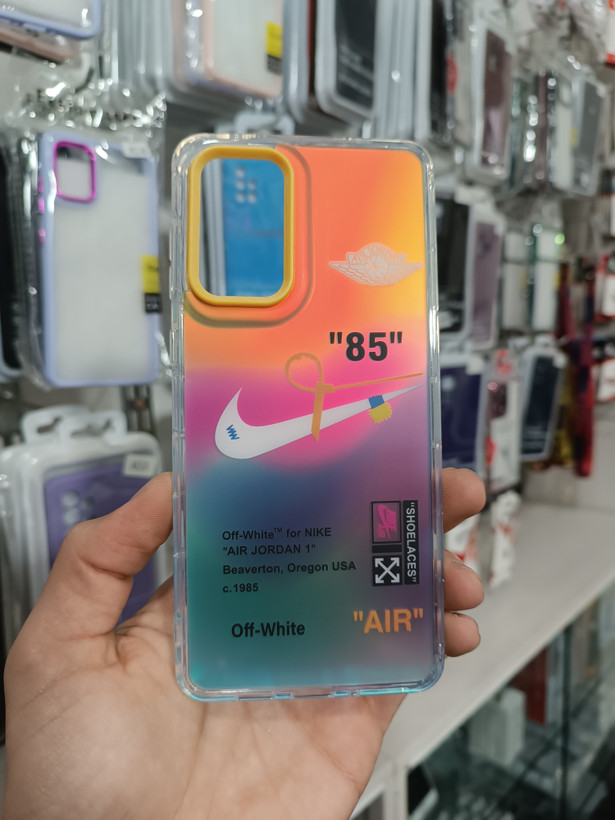 "85"
Off-White™ for NIKE
"AIR JORDAN 1"
Beaverton, Oregon USA
c.1985
"SHOELACES"
Off-White
"AIR"